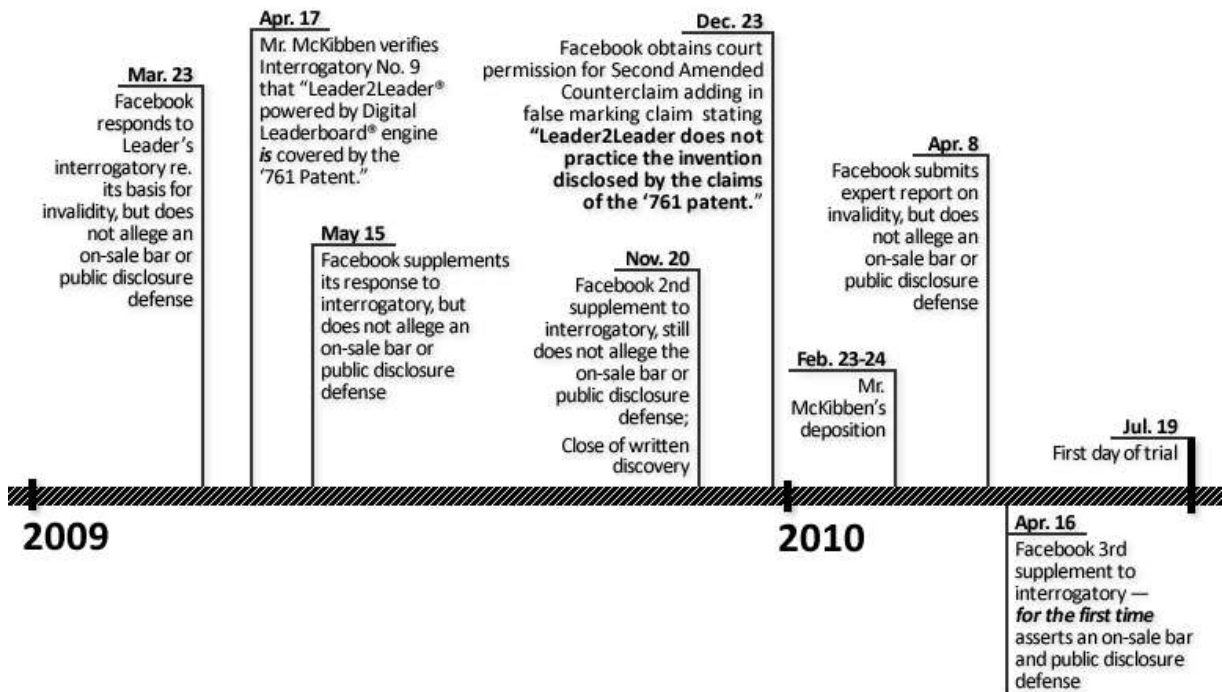 Mar. 23
Facebook
responds to
Leader's
interrogatory re.
its basis for
invalidity, but does
not allege an
on-sale bar or
public disclosure
defense
Apr. 17
Mr. McKibben verifies
Interrogatory No. 9
that “Leader2Leader®
powered by Digital
Leaderboard® engine
is covered by the
‘761 Patent.”
May 15
Facebook supplements
its response to
interrogatory, but
does not allege an
on-sale bar or
public disclosure
defense
Nov. 20
Facebook 2nd
supplement to
interrogatory, still
does not allege the
on-sale bar or
public disclosure
defense;
Close of written
discovery
Dec. 23
Facebook obtains court
permission for Second Amended
Counterclaim adding in
false marking claim stating
“Leader2Leader does not
practice the invention
disclosed by the claims
of the ‘761 patent.”
Feb. 23-24
Mr.
McKibben's
deposition
Apr. 8
Facebook submits
expert report on
invalidity, but does
not allege an
on-sale bar or
public disclosure
defense
Jul. 19
First day of trial
2009
2010
Apr. 16
Facebook 3rd
supplement to
interrogatory —
for the first time
asserts an on-sale bar
and public disclosure
defense